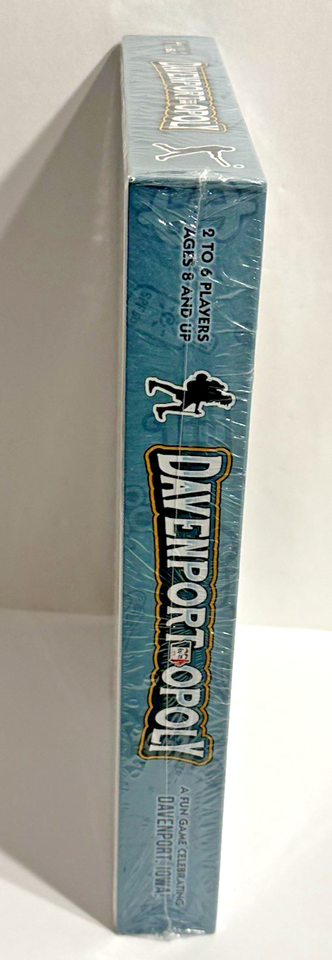 DAVENPORT-OPOLY
2 TO 6 PLAYERS
AGES 8 AND UP
DAVENPORT-OPOLY
A FUN GAME CELEBRATING
DAVENPORT, IOWA